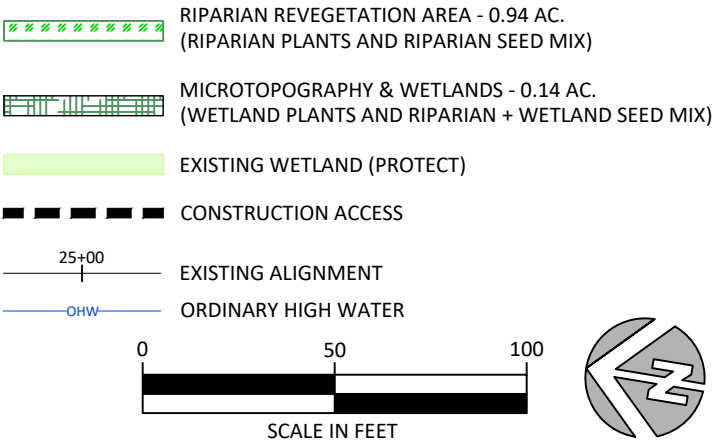 RIPARIAN REVEGETATION AREA - 0.94 AC.
(RIPARIAN PLANTS AND RIPARIAN SEED MIX)
MICROTOPOGRAPHY & WETLANDS - 0.14 AC.
(WETLAND PLANTS AND RIPARIAN + WETLAND SEED MIX)
EXISTING WETLAND (PROTECT)
CONSTRUCTION ACCESS
25+00
EXISTING ALIGNMENT
OHW
ORDINARY HIGH WATER
0 50 100
SCALE IN FEET
N